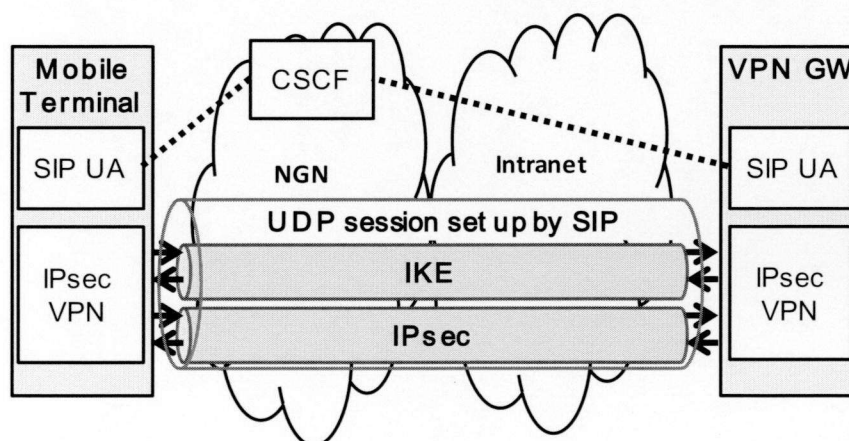 Mobile
Terminal
SIP UA
IPsec
VPN
CSCF
NGN
Intranet
UDP session set up by SIP
IKE
IPsec
VPN GW
SIP UA
IPsec
VPN